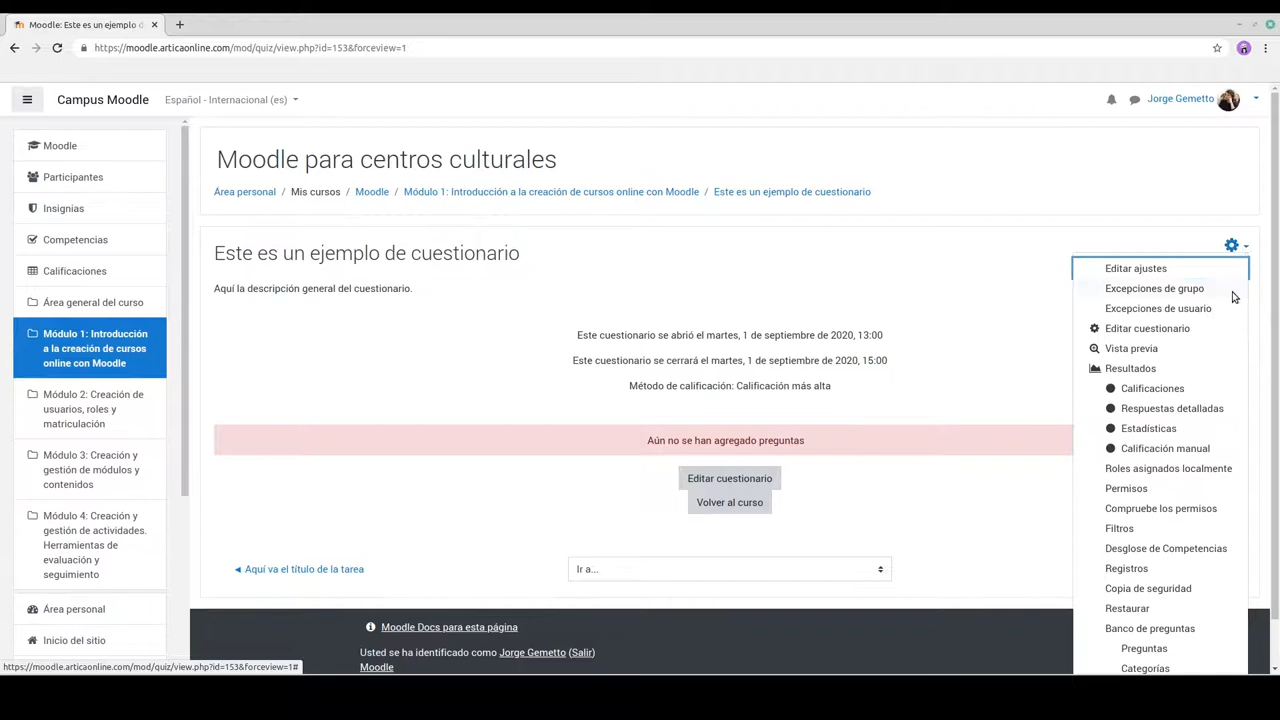 Moodle: Este es un ejemplo d
https://moodle.articaonline.com/mod/quiz/view.php?id=153&forceview=1
Campus Moodle
Español - Internacional (es)
Jorge Gemetto
Moodle
Participantes
Insignias
Competencias
Calificaciones
Área general del curso
Módulo 1: Introducción
a la creación de cursos
online con Moodle
Módulo 2: Creación de
usuarios, roles y
matriculación
Módulo 3: Creación y
gestión de módulos y
contenidos
Módulo 4: Creación y
gestión de actividades.
Herramientas de
evaluación y
seguimiento
Área personal
Inicio del sitio
https://moodle.articaonline.com/mod/quiz/view.php?id=153&forceview=1#
Moodle para centros culturales
Área personal / Mis cursos / Moodle / Módulo 1: Introducción a la creación de cursos online con Moodle / Este es un ejemplo de cuestionario
Este es un ejemplo de cuestionario
Aquí la descripción general del cuestionario.
Este cuestionario se abrió el martes, 1 de septiembre de 2020, 13:00
Este cuestionario se cerrará el martes, 1 de septiembre de 2020, 15:00
Método de calificación: Calificación más alta
Aún no se han agregado preguntas
Editar cuestionario
Volver al curso
◄ Aquí va el título de la tarea
Ir a...
Editar ajustes
Excepciones de grupo
Excepciones de usuario
Editar cuestionario
Vista previa
Resultados
Calificaciones
Respuestas detalladas
Estadísticas
Calificación manual
Roles asignados localmente
Permisos
Compruebe los permisos
Filtros
Desglose de Competencias
Registros
Copia de seguridad
Restaurar
Banco de preguntas
Preguntas
Categorías
Moodle Docs para esta página
Usted se ha identificado como Jorge Gemetto (Salir)
Moodle